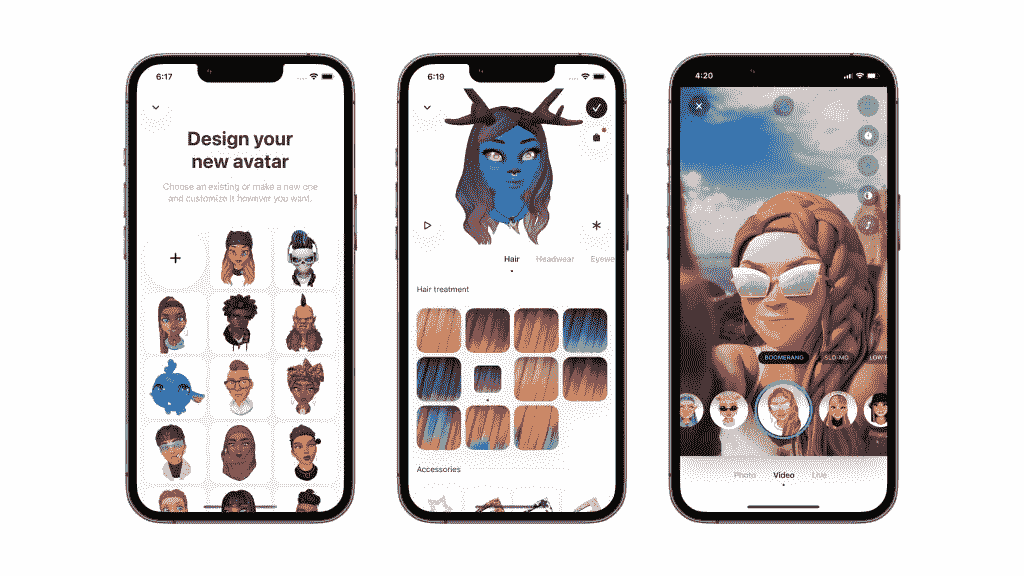 6:17
Design your
new avatar
Choose an existing or make a new one
and customize it however you want.
6:19
Hair Headwear Eyewe
Hair treatment
Accessories
4:20
BOOMERANG SLO-MO LOW F
Photo Video Live